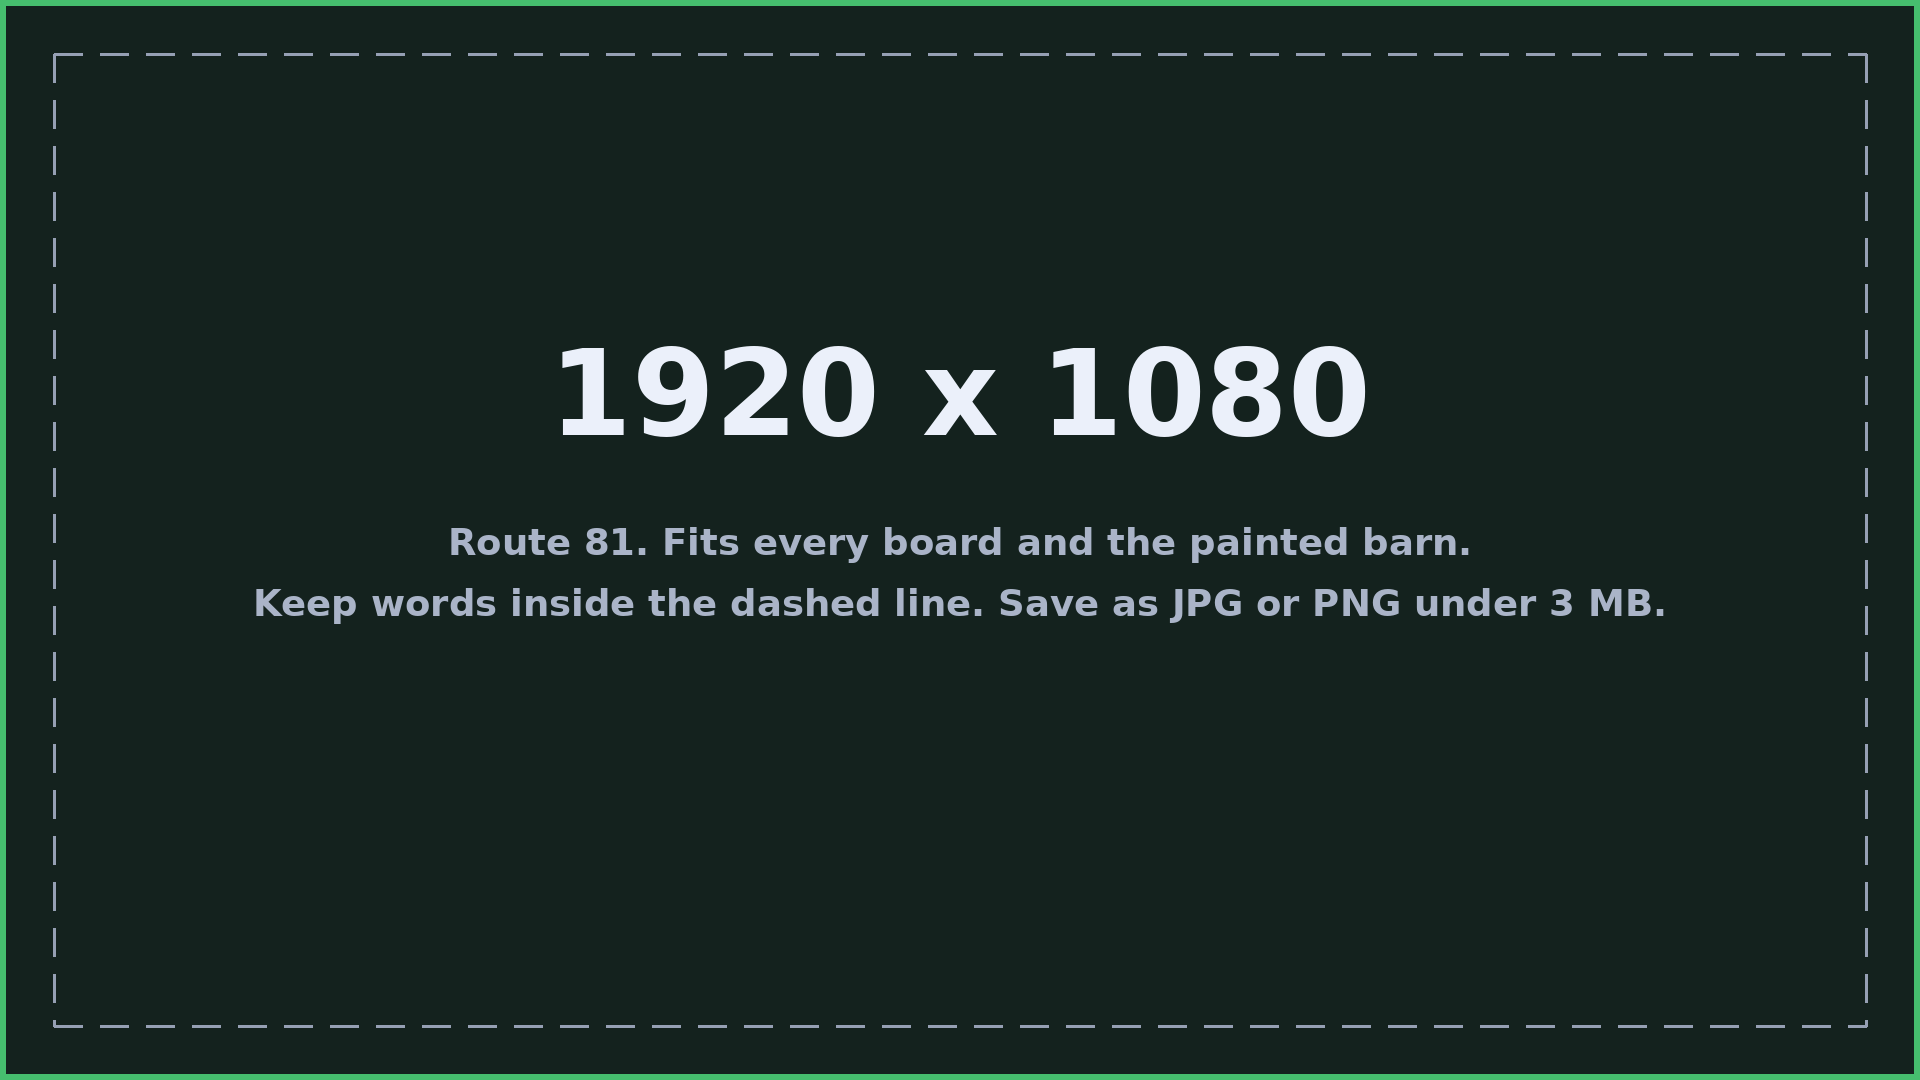 1920 x 1080
Route 81. Fits every board and the painted barn.
Keep words inside the dashed line. Save as JPG or PNG under 3 MB.